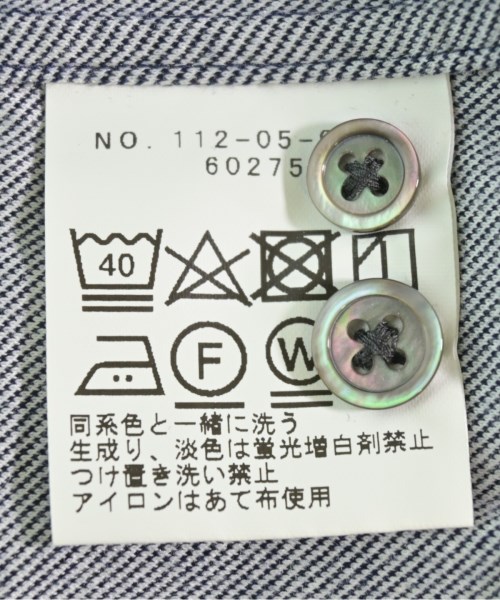 NO. 112-05-
60275
40
F
W
同系色と一緒に洗う
生成り、淡色は蛍光増白剤禁止
つけ置き洗い禁止
アイロンはあて布使用